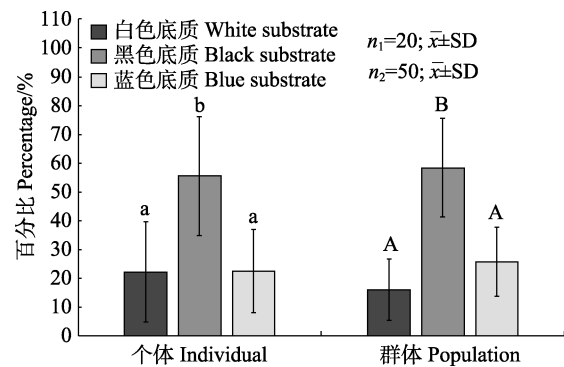 110
100
90
80
70
60
50
40
30
20
10
0
百分比 Percentage/%
白色底质 White substrate
黑色底质 Black substrate
蓝色底质 Blue substrate
n₁=20; x̄±SD
n₂=50; x̄±SD
a
b
a
A
B
A
个体 Individual
群体 Population